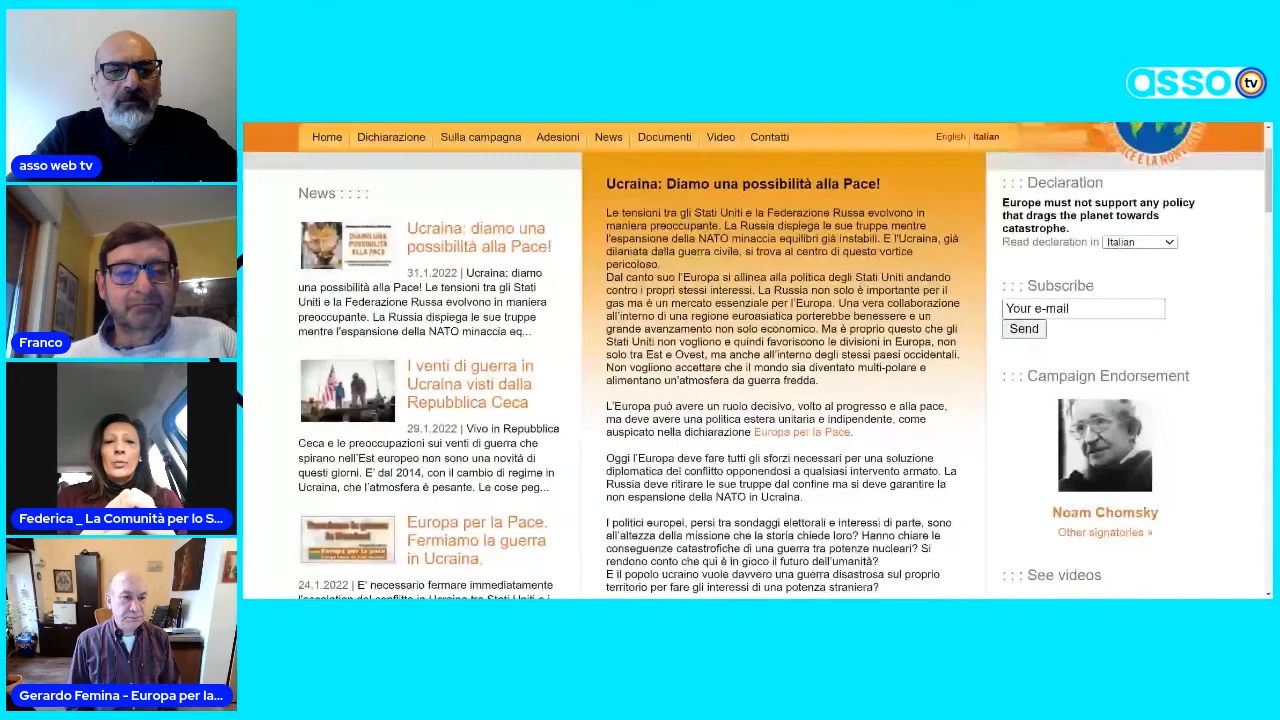 asso tv
asso web tv
Franco
Federica _ La Comunità per lo S...
Gerardo Femina - Europa per la...
Home
Dichiarazione
Sulla campagna
Adesioni
News
Documenti
Video
Contatti
English
Italian
PACE E LA NONVIOLEN
News : : : :
Ucraina: diamo una
possibilità alla Pace!
31.1.2022 | Ucraina: diamo
una possibilità alla Pace! Le tensioni tra gli Stati
Uniti e la Federazione Russa evolvono in maniera
preoccupante. La Russia dispiega le sue truppe
mentre l'espansione della NATO minaccia eq...
DIAMO UNA
POSSIBILITÀ
ALLA PACE
I venti di guerra in
Ucraina visti dalla
Repubblica Ceca
29.1.2022 | Vivo in Repubblica
Ceca e le preoccupazioni sui venti di guerra che
spirano nell'Est europeo non sono una novità di
questi giorni. E' dal 2014, con il cambio di regime in
Ucraina, che l'atmosfera è pesante. Le cose peg...
Europa per la Pace.
Fermiamo la guerra
in Ucraina.
Europa per la pace
24.1.2022 | E' necessario fermare immediatamente
Ucraina: Diamo una possibilità alla Pace!
Le tensioni tra gli Stati Uniti e la Federazione Russa evolvono in
maniera preoccupante. La Russia dispiega le sue truppe mentre
l'espansione della NATO minaccia equilibri già instabili. E l'Ucraina, già
dilaniata dalla guerra civile, si trova al centro di questo vortice
pericoloso.
Dal canto suo l'Europa si allinea alla politica degli Stati Uniti andando
contro i propri stessi interessi. La Russia non solo è importante per il
gas ma è un mercato essenziale per l'Europa. Una vera collaborazione
all'interno di una regione euroasiatica porterebbe benessere e un
grande avanzamento non solo economico. Ma è proprio questo che gli
Stati Uniti non vogliono e quindi favoriscono le divisioni in Europa, non
solo tra Est e Ovest, ma anche all'interno degli stessi paesi occidentali.
Non vogliono accettare che il mondo sia diventato multi-polare e
alimentano un'atmosfera da guerra fredda.
L'Europa può avere un ruolo decisivo, volto al progresso e alla pace,
ma deve avere una politica estera unitaria e indipendente, come
auspicato nella dichiarazione Europa per la Pace.
Oggi l'Europa deve fare tutti gli sforzi necessari per una soluzione
diplomatica del conflitto opponendosi a qualsiasi intervento armato. La
Russia deve ritirare le sue truppe dal confine ma si deve garantire la
non espansione della NATO in Ucraina.
I politici europei, persi tra sondaggi elettorali e interessi di parte, sono
all'altezza della missione che la storia chiede loro? Hanno chiare le
conseguenze catastrofiche di una guerra tra potenze nucleari? Si
rendono conto che qui è in gioco il futuro dell'umanità?
E il popolo ucraino vuole davvero una guerra disastrosa sul proprio
territorio per fare gli interessi di una potenza straniera?
: : : Declaration
Europe must not support any policy
that drags the planet towards
catastrophe.
Read declaration in Italian
: : : Subscribe
Your e-mail
Send
: : : Campaign Endorsement
Noam Chomsky
Other signatories »
: : : See videos